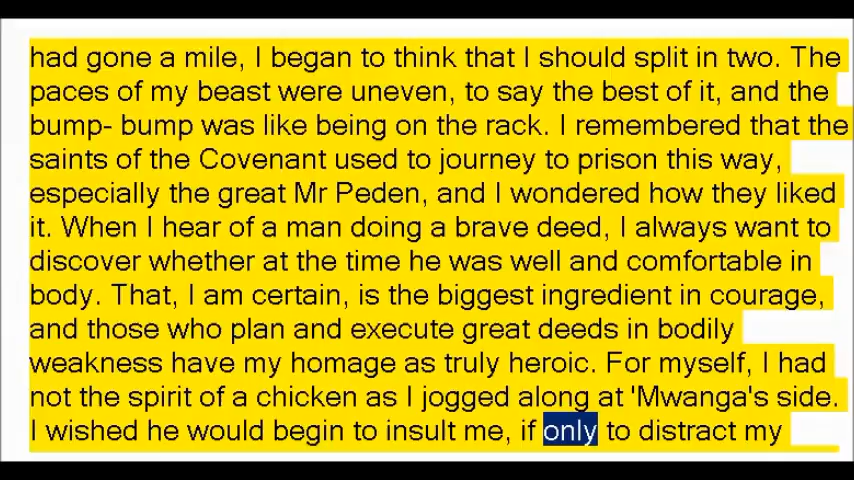 had gone a mile, I began to think that I should split in two. The
paces of my beast were uneven, to say the best of it, and the
bump- bump was like being on the rack. I remembered that the
saints of the Covenant used to journey to prison this way,
especially the great Mr Peden, and I wondered how they liked
it. When I hear of a man doing a brave deed, I always want to
discover whether at the time he was well and comfortable in
body. That, I am certain, is the biggest ingredient in courage,
and those who plan and execute great deeds in bodily
weakness have my homage as truly heroic. For myself, I had
not the spirit of a chicken as I jogged along at 'Mwanga's side.
I wished he would begin to insult me, if only to distract my